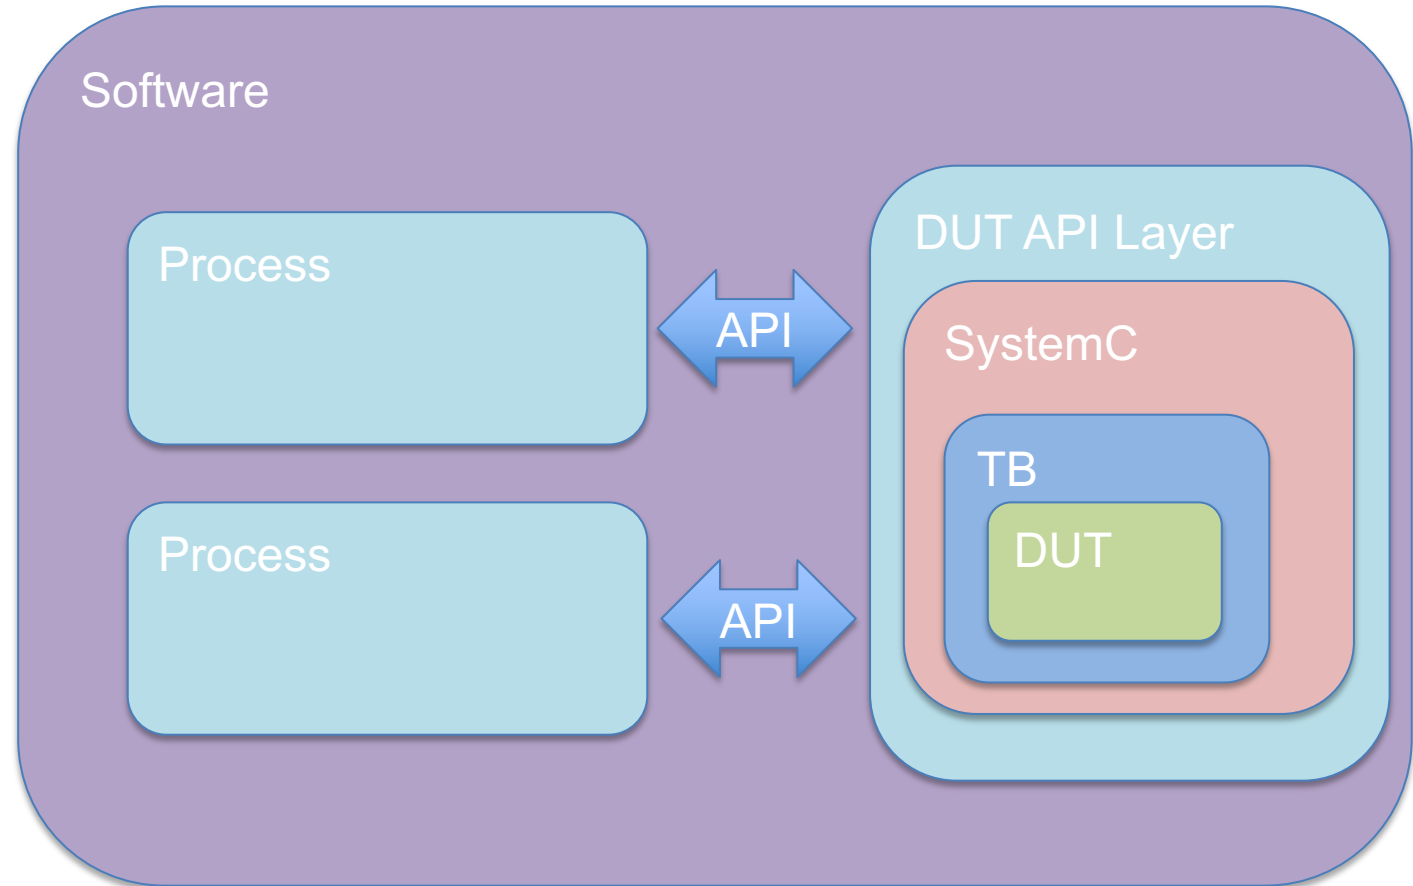 Software
Process
API
DUT API Layer
SystemC
TB
DUT
Process
API